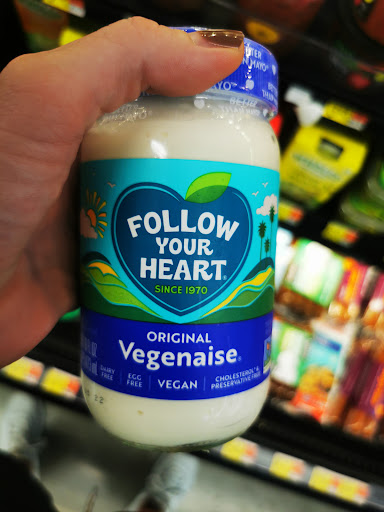 FOLLOW
YOUR
HEART®
SINCE 1970
ORIGINAL
Vegenaise®
DAIRY FREE | EGG FREE | VEGAN | CHOLESTEROL & PRESERVATIVE FREE